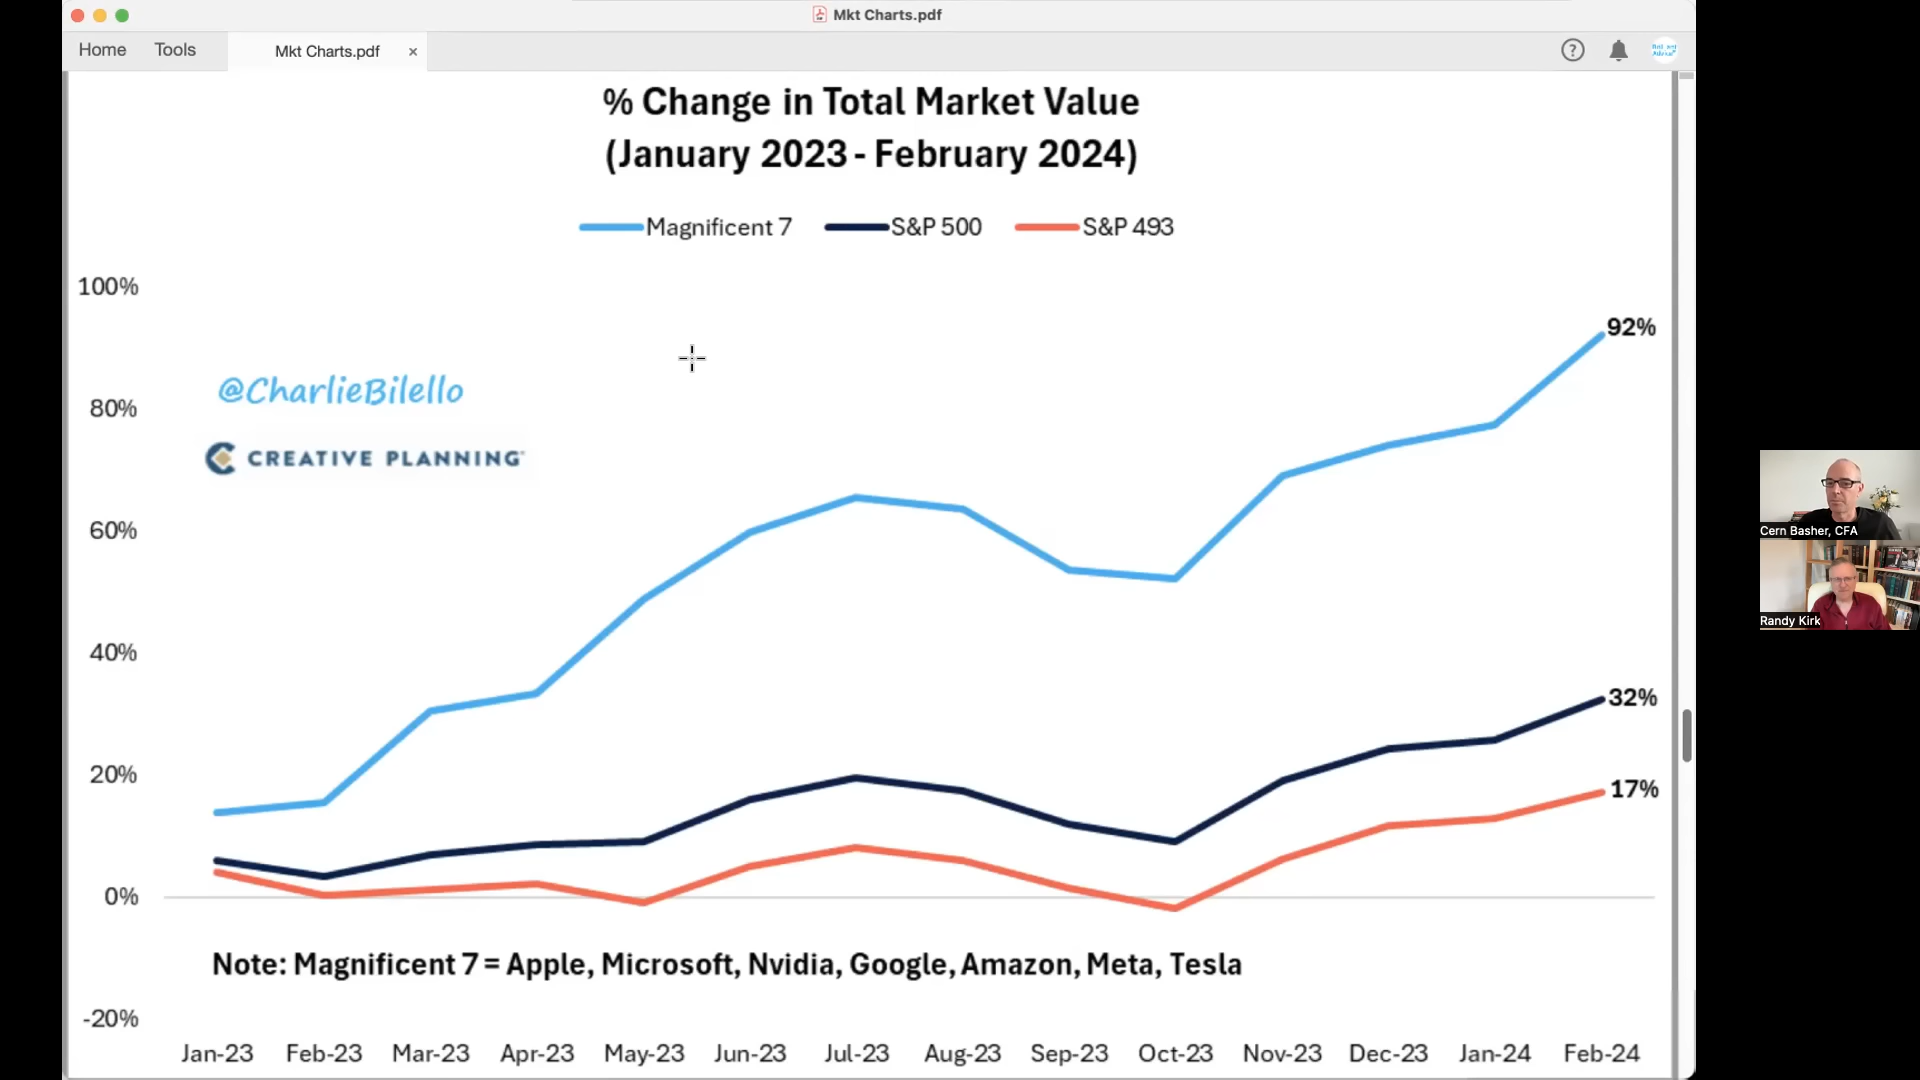 Mkt Charts.pdf
Home
Tools
Mkt Charts.pdf
% Change in Total Market Value
(January 2023 - February 2024)
Magnificent 7
S&P 500
S&P 493
100%
80%
60%
40%
20%
0%
-20%
@CharlieBilello
CREATIVE PLANNING
92%
32%
17%
Note: Magnificent 7 = Apple, Microsoft, Nvidia, Google, Amazon, Meta, Tesla
Jan-23 Feb-23 Mar-23 Apr-23 May-23 Jun-23 Jul-23 Aug-23 Sep-23 Oct-23 Nov-23 Dec-23 Jan-24 Feb-24
Cern Basher, CFA
Randy Kirk